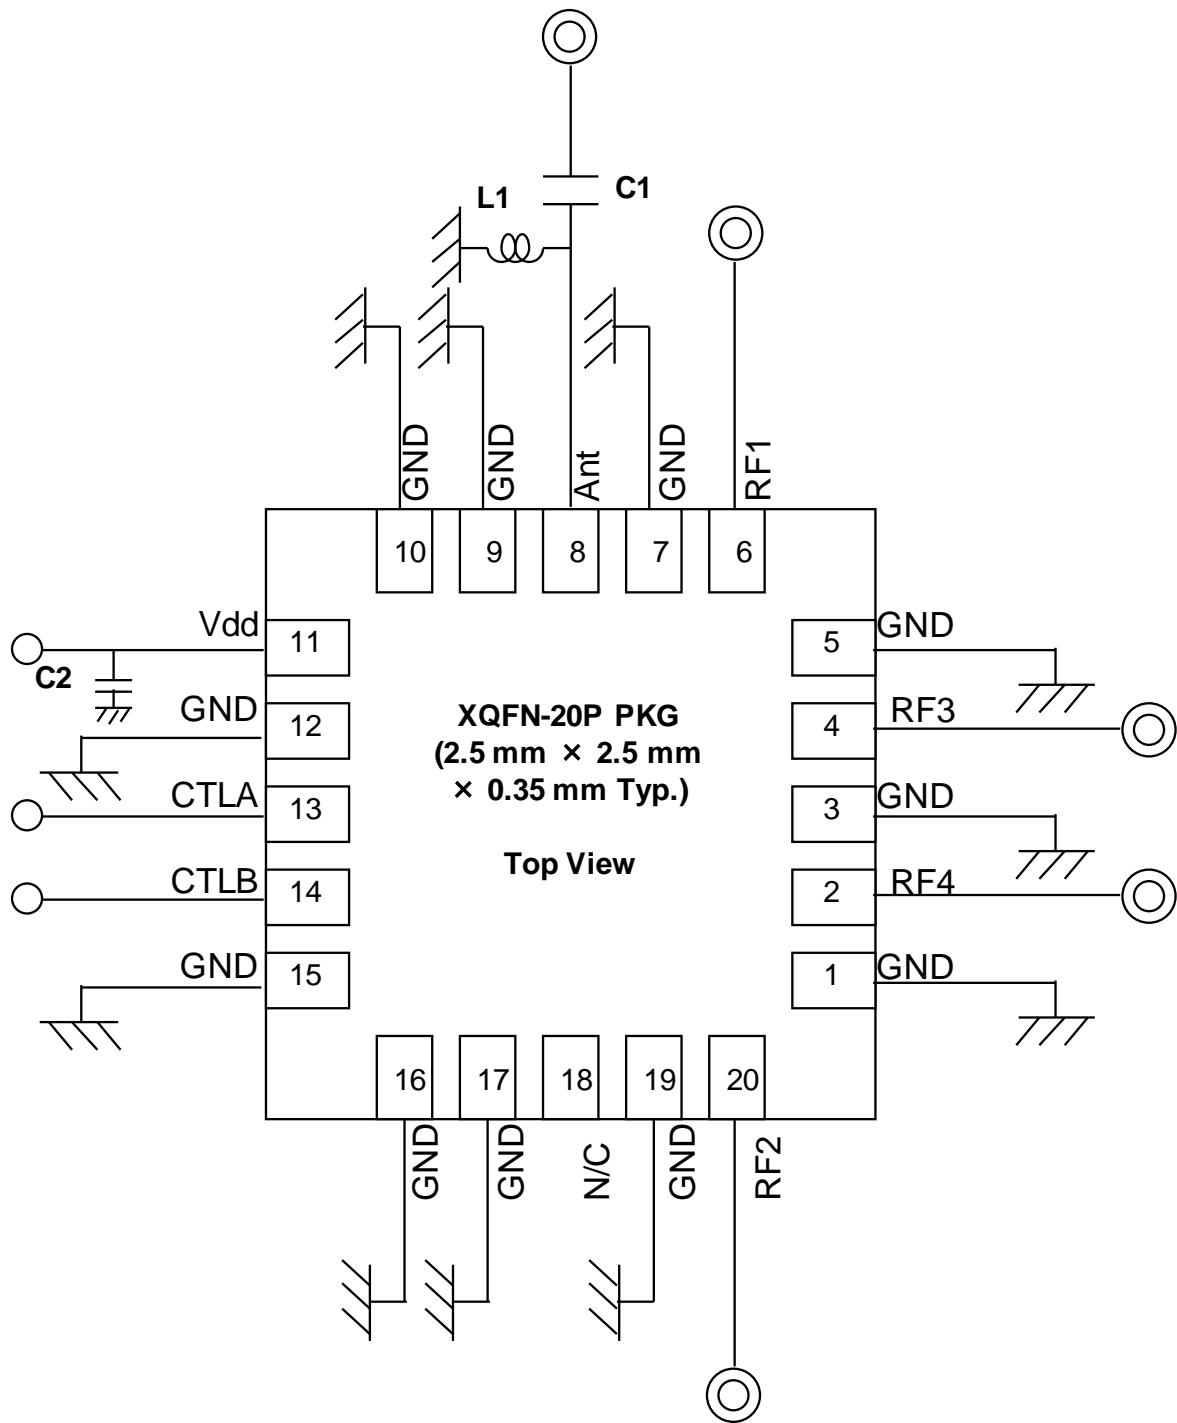 L1
C1
GND
GND
Ant
GND
RF1
10
9
8
7
6
Vdd
11
5
GND
C2
GND
12
XQFN-20P PKG
(2.5 mm × 2.5 mm
× 0.35 mm Typ.)
4
RF3
CTLA
13
3
GND
Top View
CTLB
14
2
RF4
GND
15
1
GND
16
17
18
19
20
GND
GND
N/C
GND
RF2